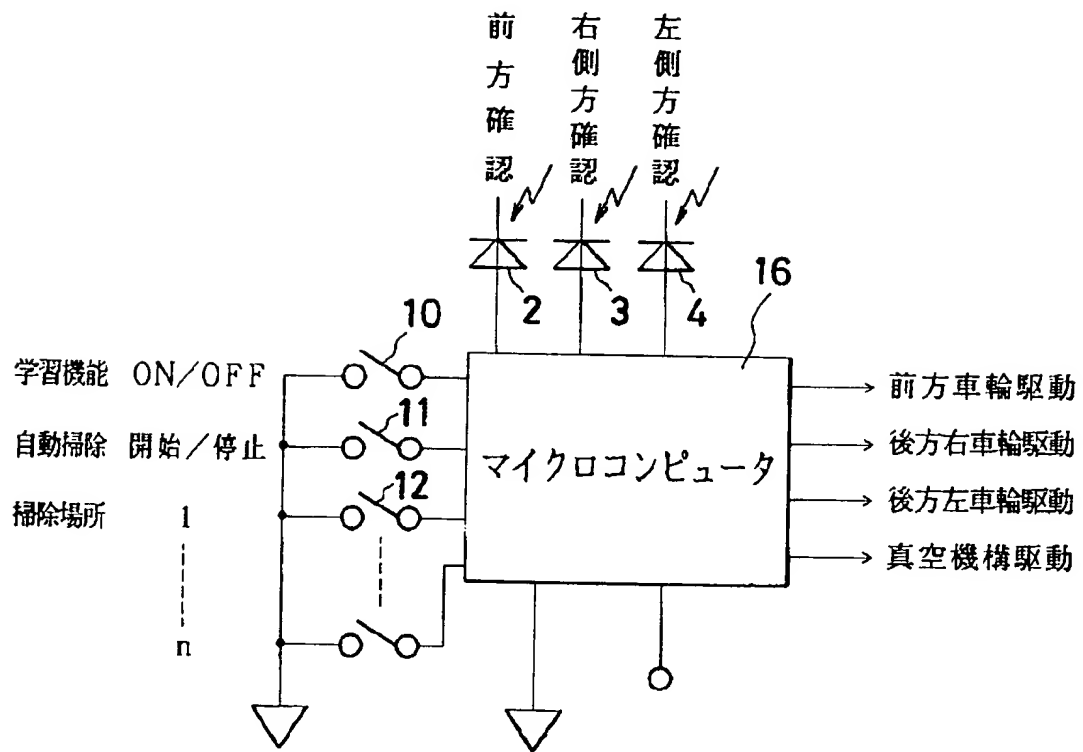 前方確認
右側方確認
左側方確認
2
3
4
16
10
学習機能 ON/OFF
11
自動掃除 開始/停止
12
掃除場所 1
n
マイクロコンピュータ
前方車輪駆動
後方右車輪駆動
後方左車輪駆動
真空機構駆動